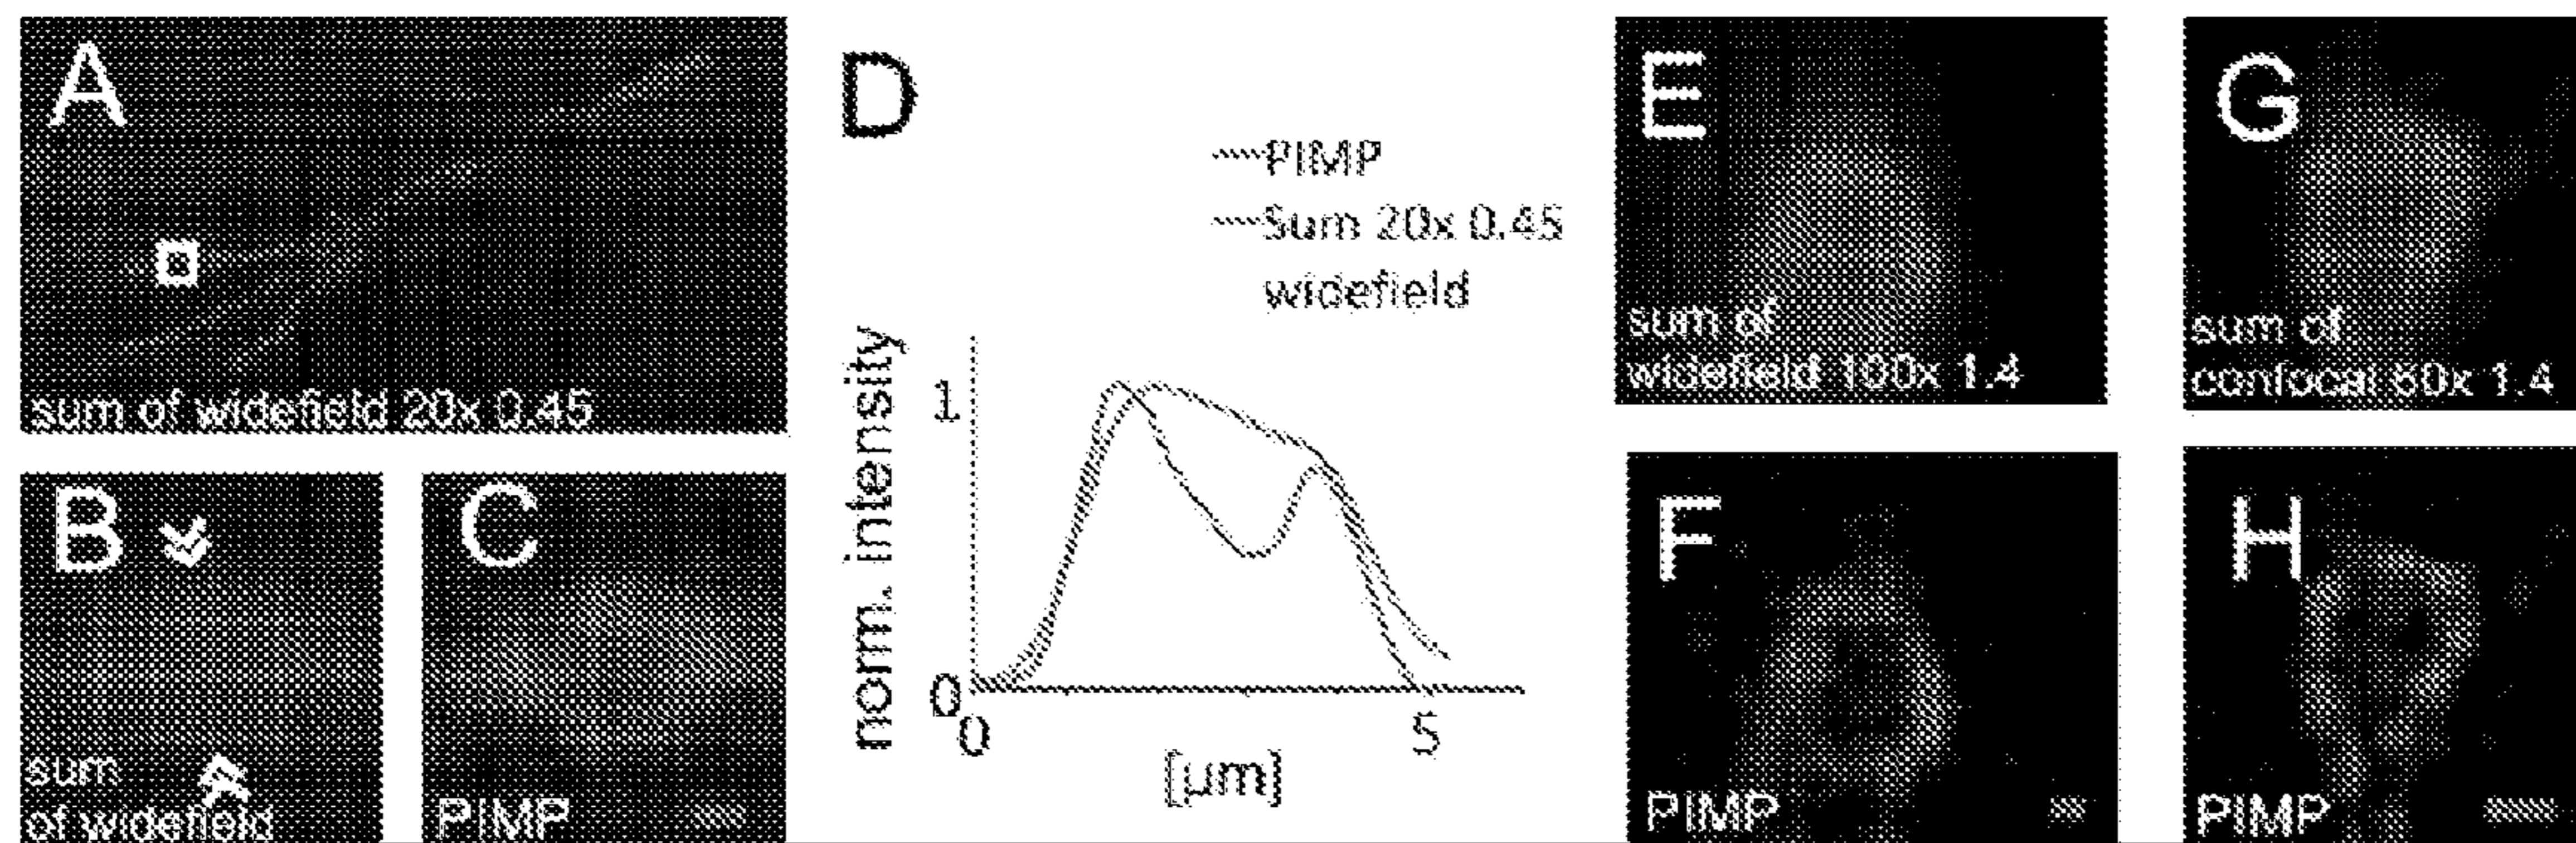 A
sum of widefield 20x 0.45
B
sum
of widefield
C
PIMP
D
PIMP
Sum 20x 0.45
widefield
norm. intensity
1
0
0
5
[µm]
E
sum of
widefield 100x 1.4
F
PIMP
G
sum of
confocal 60x 1.4
H
PIMP